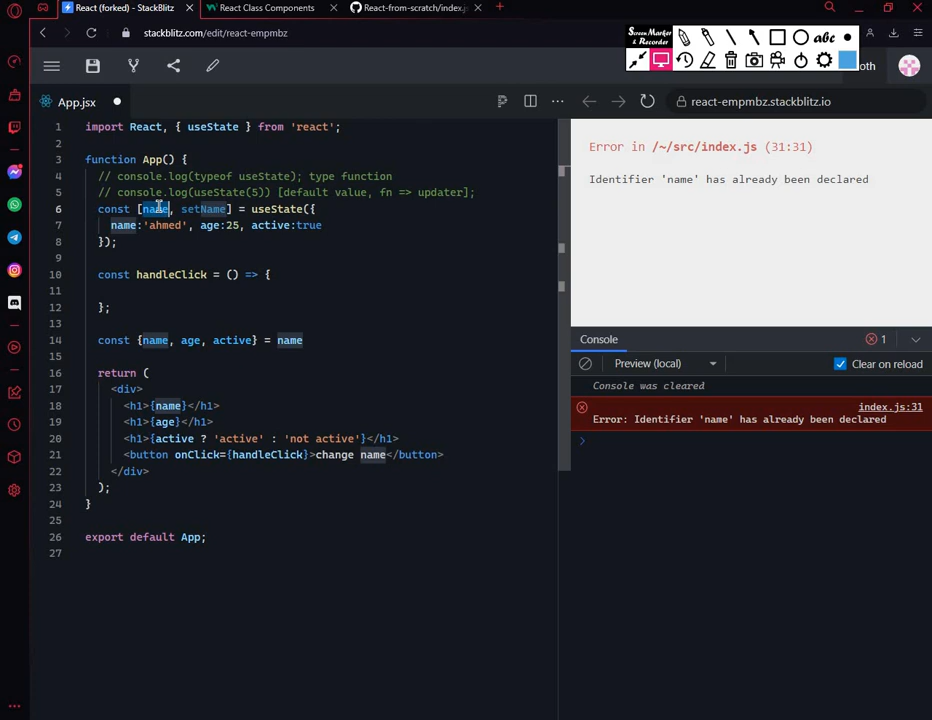 React (forked) - StackBlitz
React Class Components
React-from-scratch/index.j
stackblitz.com/edit/react-empmbz
Screen Marker
& Recorder
abc
oth
App.jsx
react-empmbz.stackblitz.io
1 import React, { useState } from 'react';
2
3 function App() {
4 // console.log(typeof useState); type function
5 // console.log(useState(5)) [default value, fn => updater];
6 const [name, setName] = useState({
7 name:'ahmed', age:25, active:true
8 });
9
10 const handleClick = () => {
11
12 };
13
14 const {name, age, active} = name
15
16 return (
17 <div>
18 <h1>{name}</h1>
19 <h1>{age}</h1>
20 <h1>{active ? 'active' : 'not active'}</h1>
21 <button onClick={handleClick}>change name</button>
22 </div>
23 );
24 }
25
26 export default App;
27
Error in /~/src/index.js (31:31)
Identifier 'name' has already been declared
Console
1
Preview (local)
Clear on reload
Console was cleared
index.js:31
Error: Identifier 'name' has already been declared